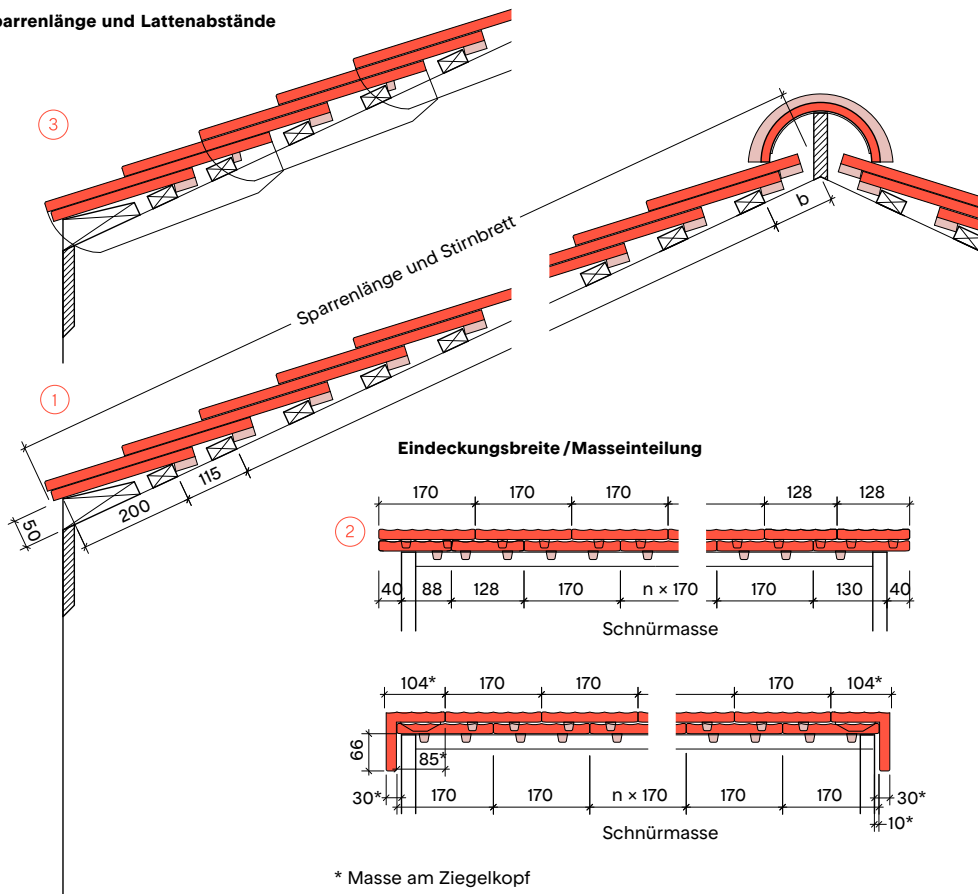 parrenlänge und Lattenabstände
3
b
Sparrenlänge und Stirnbrett
1
50
200
115
Eindeckungsbreite/Masseinteilung
170 170 170 128 128
2
40 88 128 170 n × 170 170 130 40
Schnürmasse
104* 170 170 170 104*
66
85*
30* 170 170 n × 170 170 170 30*
10*
Schnürmasse
* Masse am Ziegelkopf